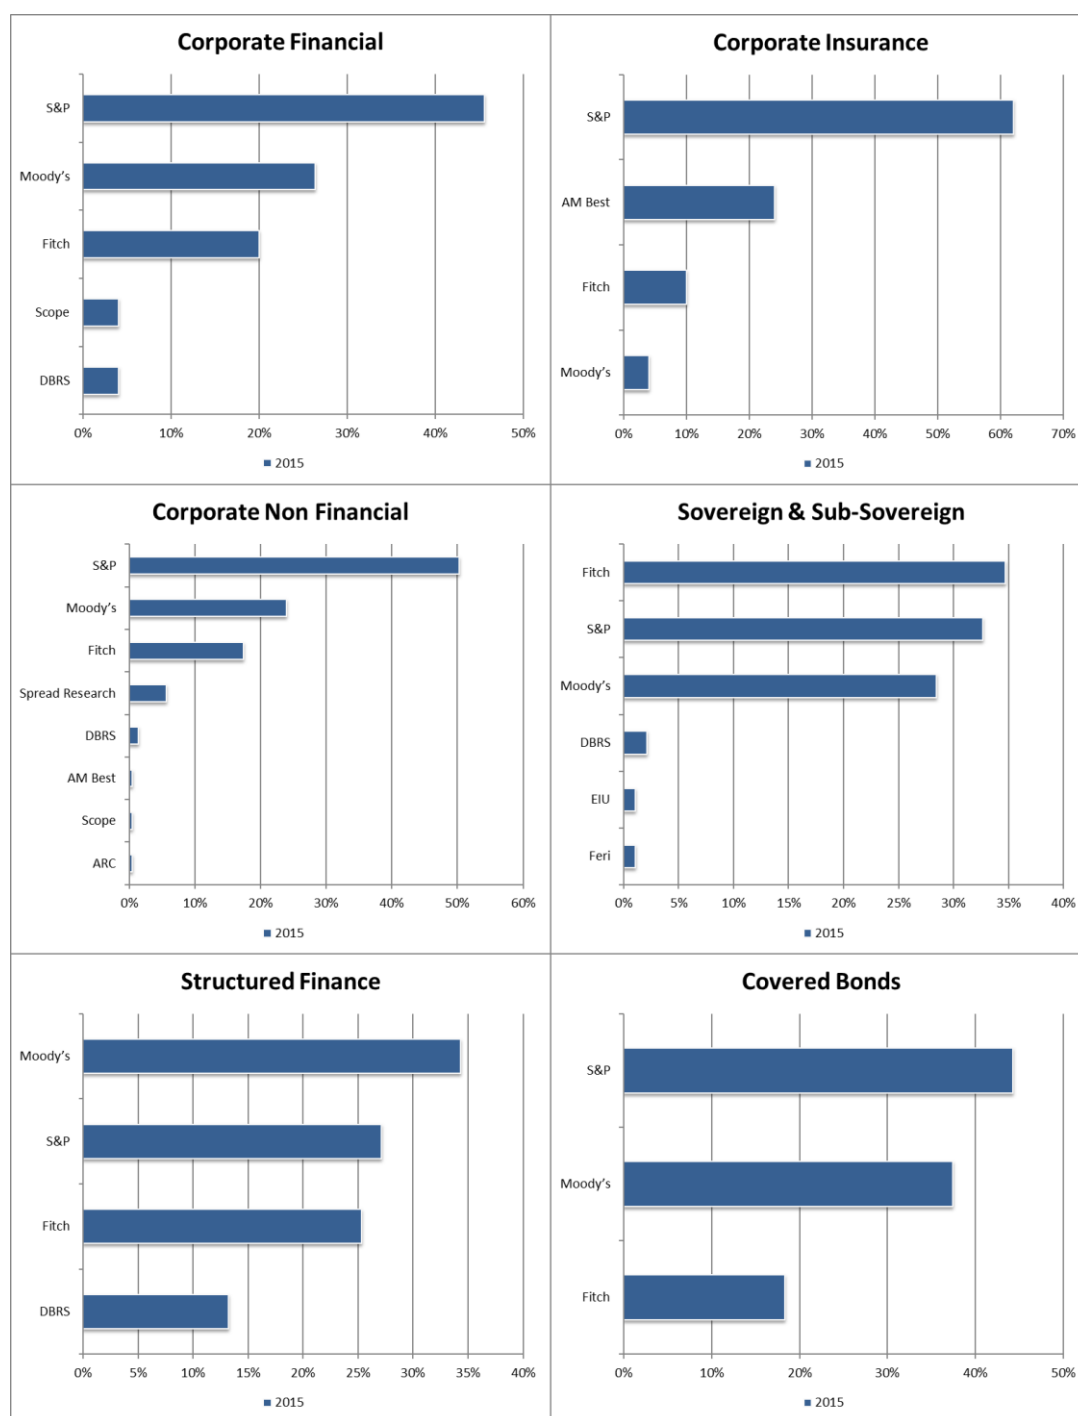 Corporate Financial
S&P
Moody's
Fitch
Scope
DBRS
0% 10% 20% 30% 40% 50%
2015
Corporate Insurance
S&P
AM Best
Fitch
Moody's
0% 10% 20% 30% 40% 50% 60% 70%
2015
Corporate Non Financial
S&P
Moody's
Fitch
Spread Research
DBRS
AM Best
Scope
ARC
0% 10% 20% 30% 40% 50% 60%
2015
Sovereign & Sub-Sovereign
Fitch
S&P
Moody's
DBRS
EIU
Feri
0% 5% 10% 15% 20% 25% 30% 35% 40%
2015
Structured Finance
Moody's
S&P
Fitch
DBRS
0% 5% 10% 15% 20% 25% 30% 35% 40%
2015
Covered Bonds
S&P
Moody's
Fitch
0% 10% 20% 30% 40% 50%
2015